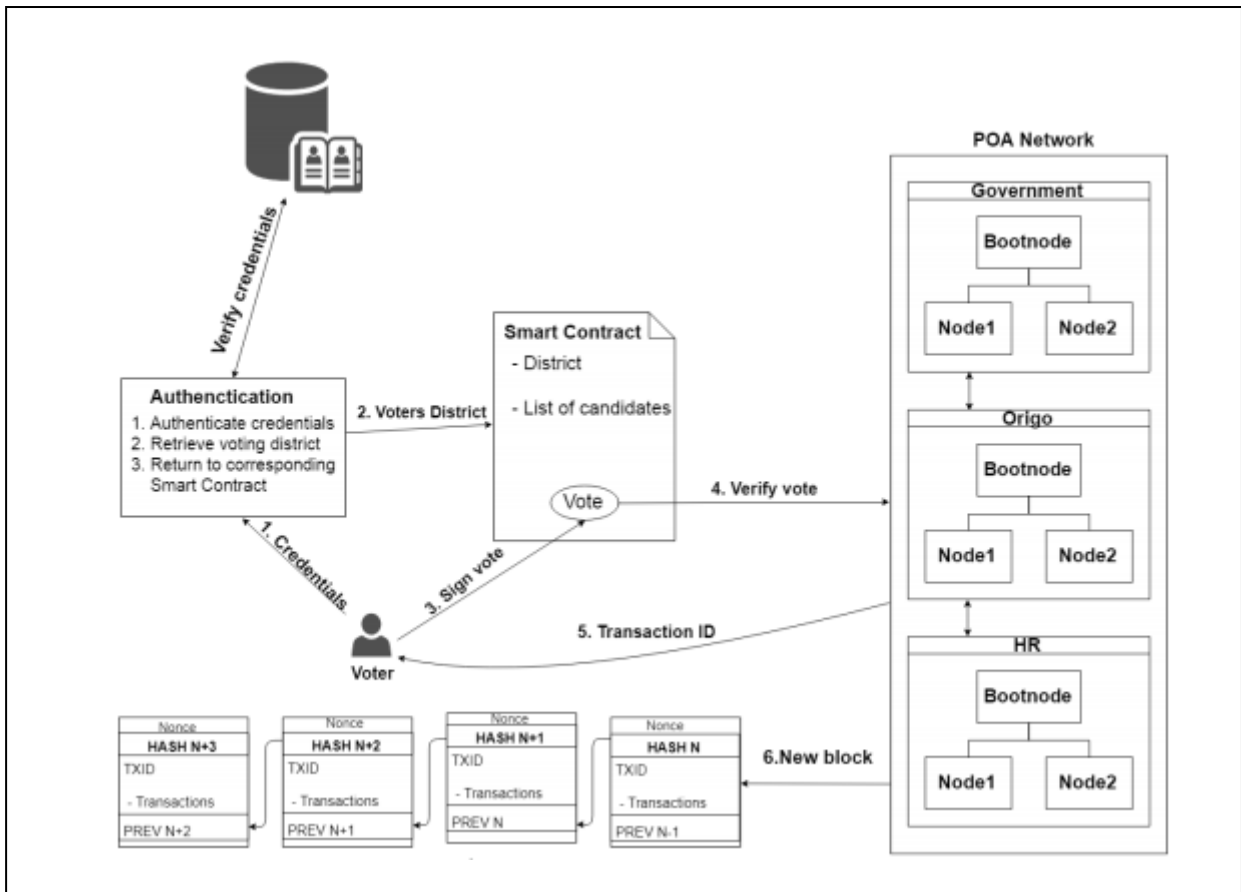 POA Network
Government
Bootnode
Node1
Node2
Verify credentials
Smart Contract
- District
- List of candidates
Vote
Authenctication
1. Authenticate credentials
2. Retrieve voting district
3. Return to corresponding
Smart Contract
2. Voters District
Origo
Bootnode
Node1
Node2
4. Verify vote
1. Credentials
3. Sign vote
5. Transaction ID
Voter
HR
Bootnode
Node1
Node2
6.New block
Nonce
HASH N+3
TXID
- Transactions
PREV N+2
Nonce
HASH N+2
TXID
- Transactions
PREV N+1
Nonce
HASH N+1
TXID
- Transactions
PREV N
Nonce
HASH N
TXID
- Transactions
PREV N-1